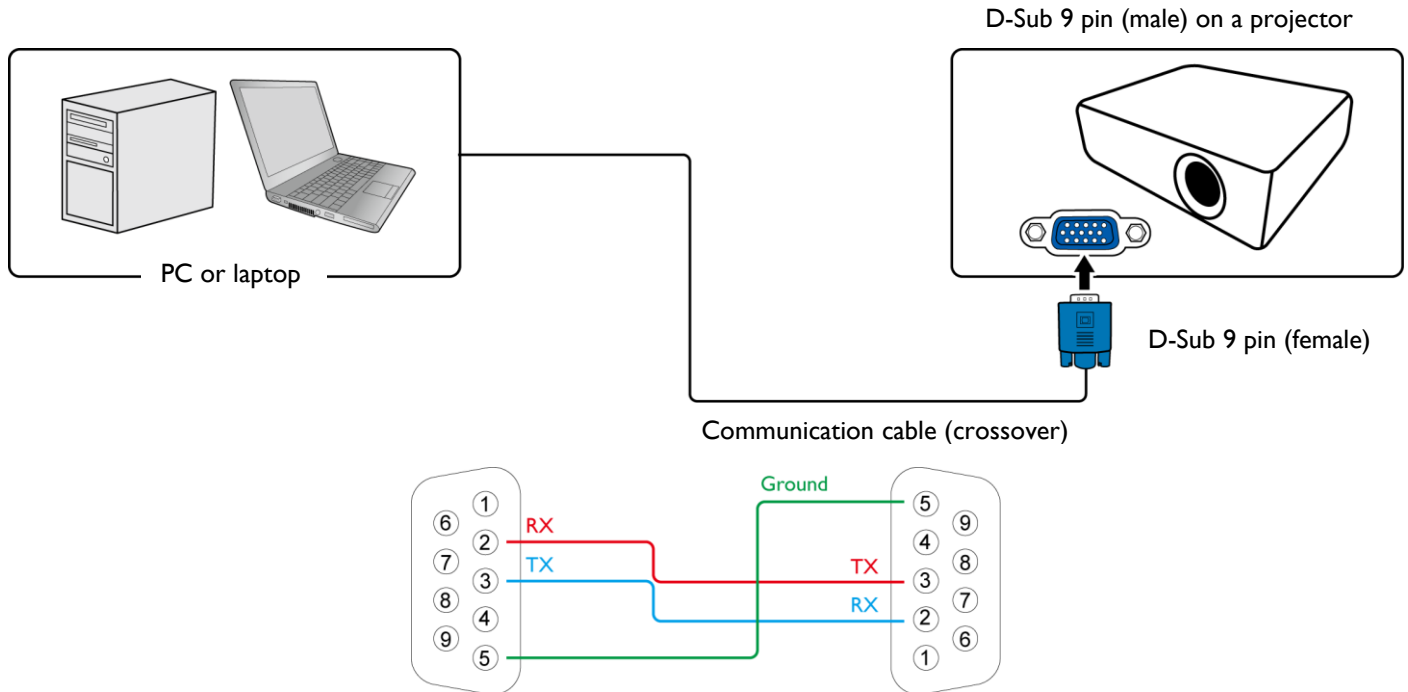 D-Sub 9 pin (male) on a projector
PC or laptop
D-Sub 9 pin (female)
Communication cable (crossover)
Ground
1
5
6
9
RX
2
4
7
8
TX
TX
3
3
8
7
RX
4
2
9
6
5
1